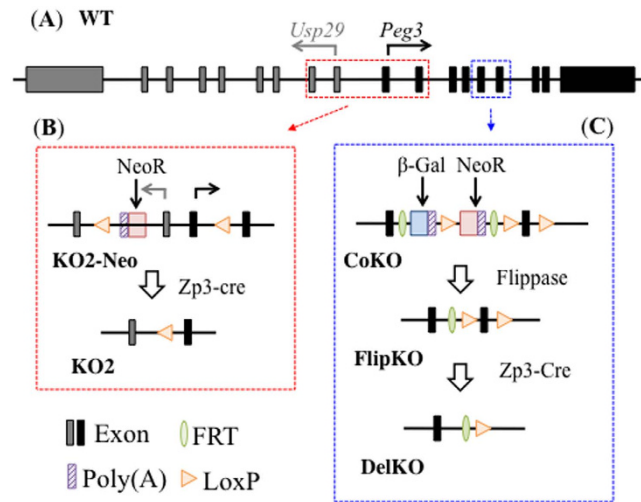 (A) WT
Usp29 Peg3
(B) (C)
NeoR
KO2-Neo
Zp3-cre
KO2
β-Gal NeoR
CoKO
Flippase
FlipKO
Zp3-Cre
DelKO
Exon FRT
Poly(A) LoxP